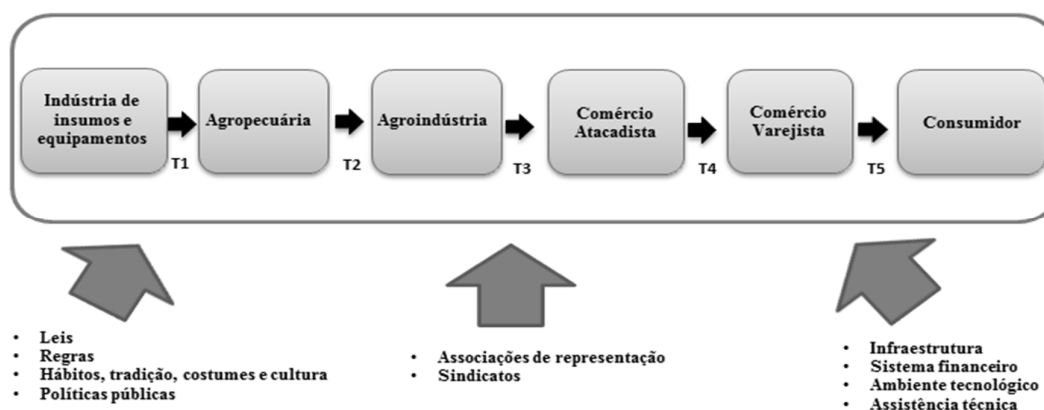 Indústria de
insumos e
equipamentos
T1
Agropecuária
T2
Agroindústria
T3
Comércio
Atacadista
T4
Comércio
Varejista
T5
Consumidor
• Leis
• Regras
• Hábitos, tradição, costumes e cultura
• Políticas públicas
• Associações de representação
• Sindicatos
• Infraestrutura
• Sistema financeiro
• Ambiente tecnológico
• Assistência técnica